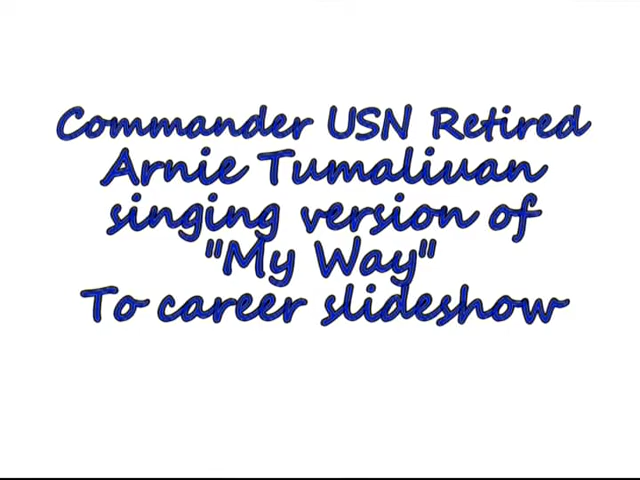 Commander USN Retired
Arnie Tumaliuan
singing version of
"My Way"
To career slideshow